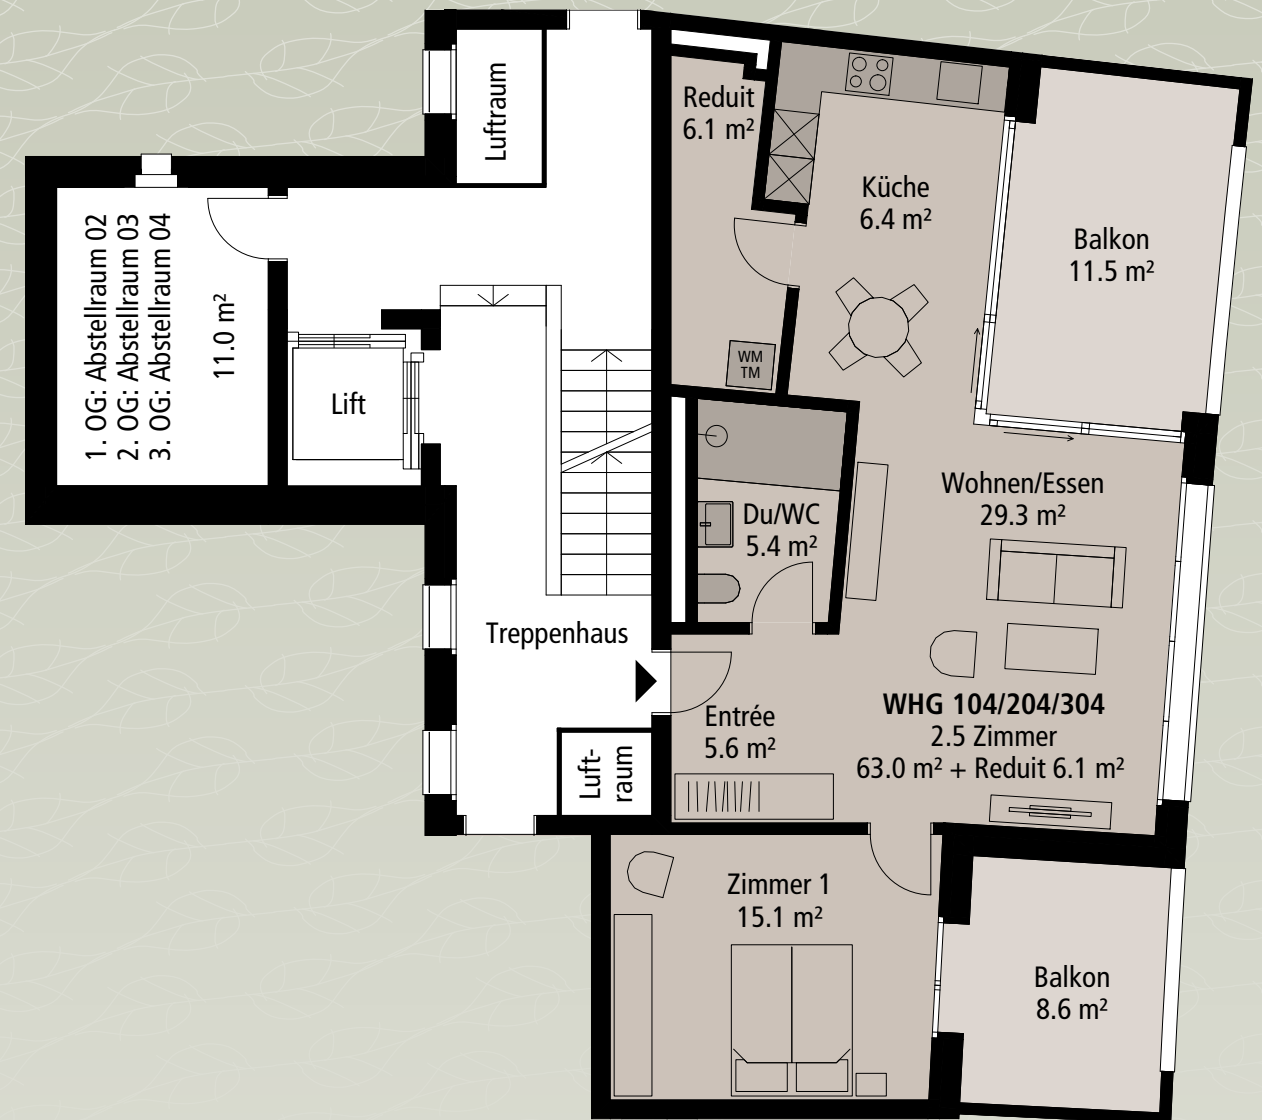 Luftraum
Reduit
6.1 m²
Küche
6.4 m²
Balkon
11.5 m²
1. OG: Abstellraum 02
2. OG: Abstellraum 03
3. OG: Abstellraum 04
11.0 m²
Lift
WM
TM
Wohnen/Essen
29.3 m²
Du/WC
5.4 m²
Treppenhaus
Entrée
5.6 m²
WHG 104/204/304
2.5 Zimmer
63.0 m² + Reduit 6.1 m²
Luft-
raum
Zimmer 1
15.1 m²
Balkon
8.6 m²